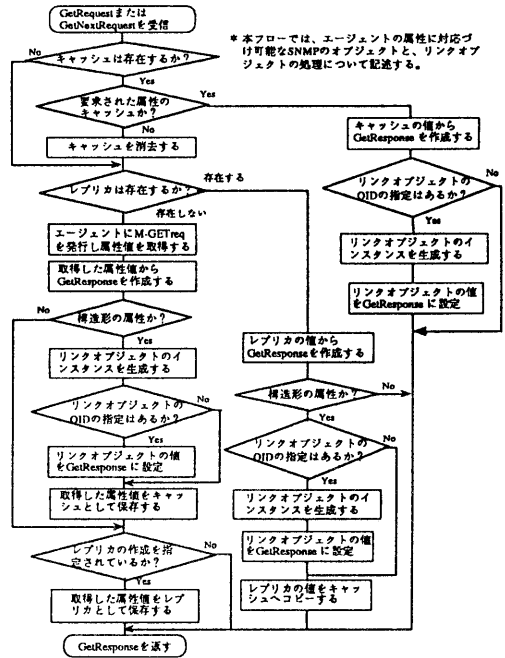 GetRequestまたは
GetNextRequestを受信
* 本フローでは、エージェントの属性に対応づ
け可能なSNMPのオブジェクトと、リンクオブ
ジェクトの処理について記述する。
No
キャッシュは存在するか?
Yes
要求された属性の
キャッシュか?
Yes
No
キャッシュを消去する
レプリカは存在するか?
存在する
存在しない
エージェントにM-GETreq
を発行し属性値を取得する
取得した属性値から
GetResponseを作成する
No
構造形の属性か?
Yes
リンクオブジェクトのイ
ンスタンスを生成する
リンクオブジェクトの
OIDの指定はあるか?
No
Yes
リンクオブジェクトの値
をGetResponse に設定
取得した属性値をキャッ
シュとして保存する
レプリカの作成を指
定されているか?
No
Yes
取得した属性値をレプ
リカとして保存する
GetResponseを返す
レプリカの値から
GetResponseを作成する
構造形の属性か?
No
Yes
リンクオブジェクトの
OIDの指定はあるか?
No
Yes
リンクオブジェクトのイ
ンスタンスを生成する
リンクオブジェクトの値
をGetResponse に設定
レプリカの値をキャッ
シュへコピーする
キャッシュの値から
GetResponse を作成する
リンクオブジェクトの
OIDの指定はあるか?
No
Yes
リンクオブジェクトのイ
ンスタンスを生成する
リンクオブジェクトの値
をGetResponse に設定